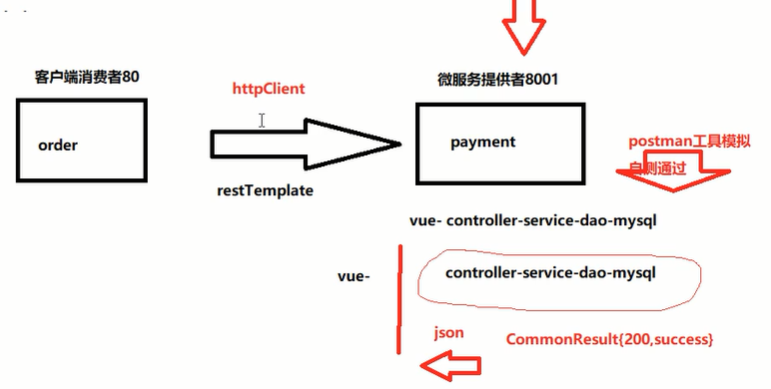 客户端消费者80
httpClient
微服务提供者8001
order
payment
postman工具模拟
自测通过
restTemplate
vue- controller-service-dao-mysql
vue-
controller-service-dao-mysql
json
CommonResult{200,success}